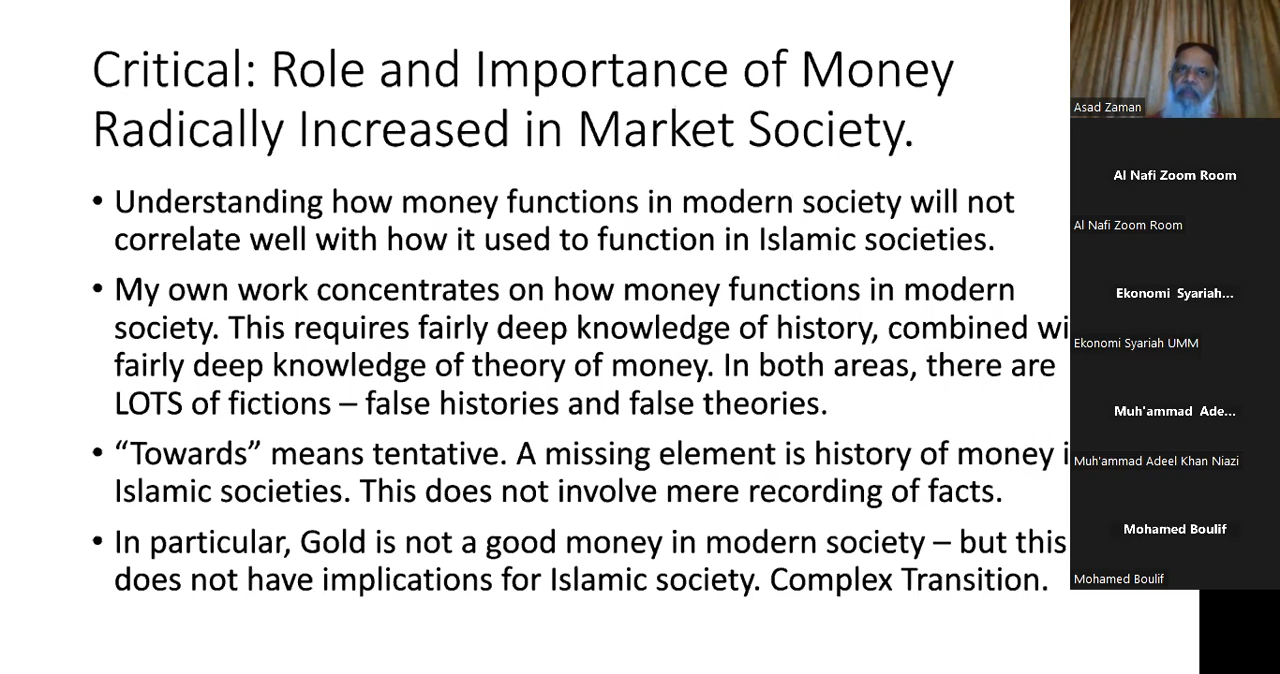 Critical: Role and Importance of Money
Radically Increased in Market Society.
• Understanding how money functions in modern society will not
correlate well with how it used to function in Islamic societies.
• My own work concentrates on how money functions in modern
society. This requires fairly deep knowledge of history, combined wi
fairly deep knowledge of theory of money. In both areas, there are
LOTS of fictions – false histories and false theories.
• “Towards” means tentative. A missing element is history of money i
Islamic societies. This does not involve mere recording of facts.
• In particular, Gold is not a good money in modern society – but this
does not have implications for Islamic society. Complex Transition.
Asad Zaman
Al Nafi Zoom Room
Al Nafi Zoom Room
Ekonomi Syariah...
Ekonomi Syariah UMM
Muh'ammad Ade...
Muh'ammad Adeel Khan Niazi
Mohamed Boulif
Mohamed Boulif